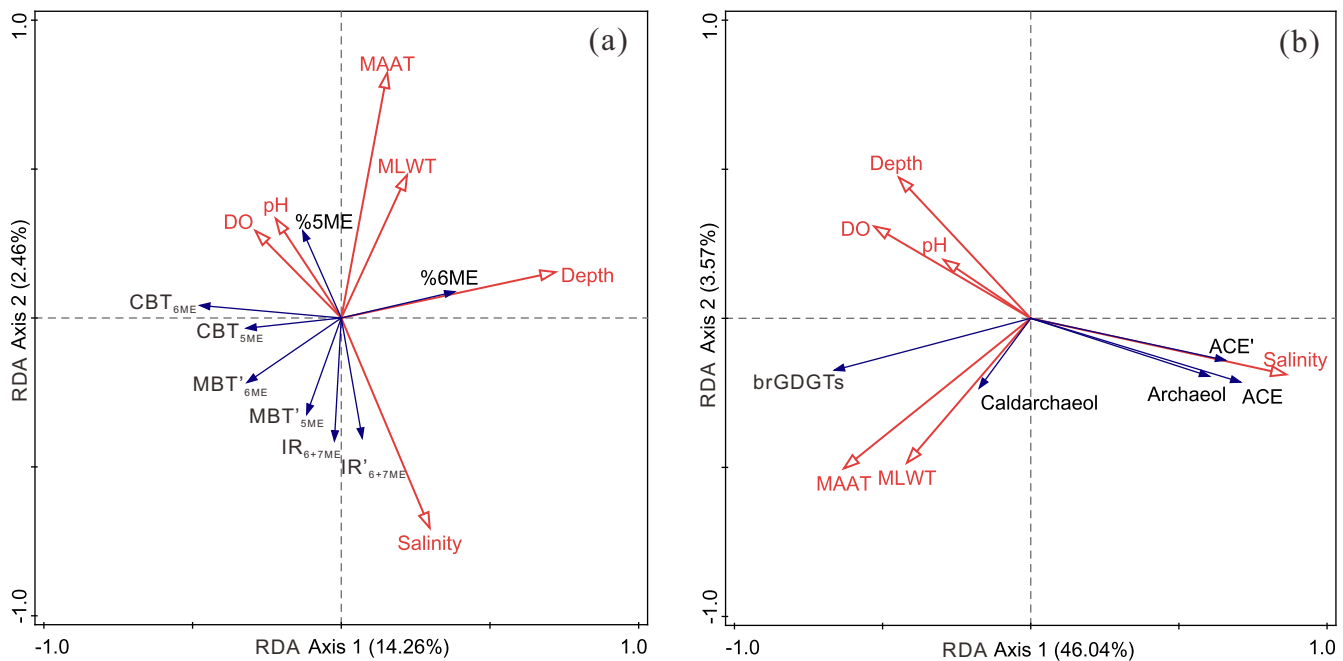 (a)
1.0
MAAT
MLWT
pH
%5ME
DO
%6ME
Depth
CBT6ME
CBT5ME
MBT’6ME
MBT’5ME
IR6+7ME
IR’6+7ME
Salinity
RDA Axis 2 (2.46%)
-1.0
-1.0
RDA Axis 1 (14.26%)
1.0
(b)
1.0
Depth
DO
pH
ACE'
Salinity
brGDGTs
Caldarchaeol
Archaeol
ACE
MAAT
MLWT
RDA Axis 2 (3.57%)
-1.0
-1.0
RDA Axis 1 (46.04%)
1.0